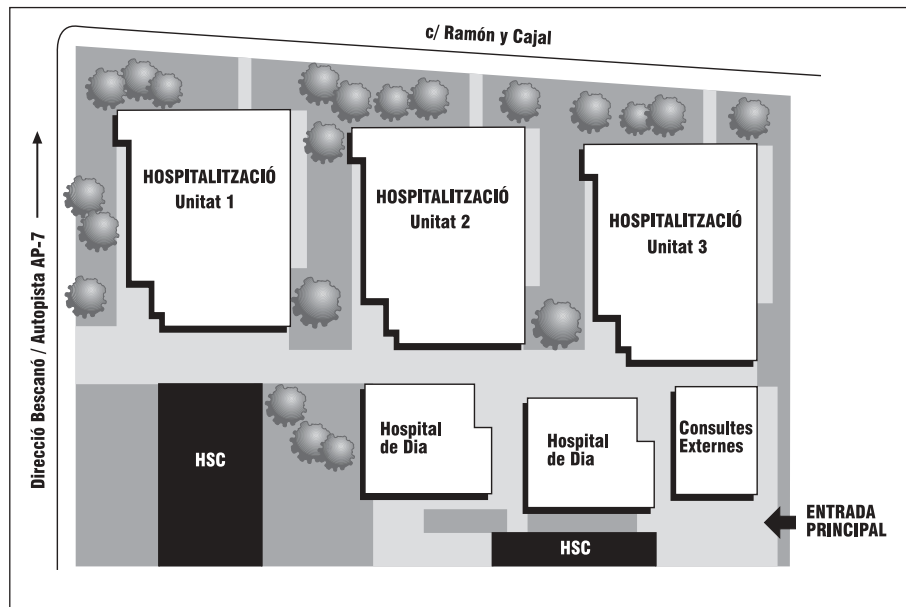 c/ Ramón y Cajal
Direcció Bescanó / Autopista AP-7
HOSPITALITZACIÓ
Unitat 1
HOSPITALITZACIÓ
Unitat 2
HOSPITALITZACIÓ
Unitat 3
HSC
Hospital
de Dia
Hospital
de Dia
Consultes
Externes
HSC
ENTRADA
PRINCIPAL